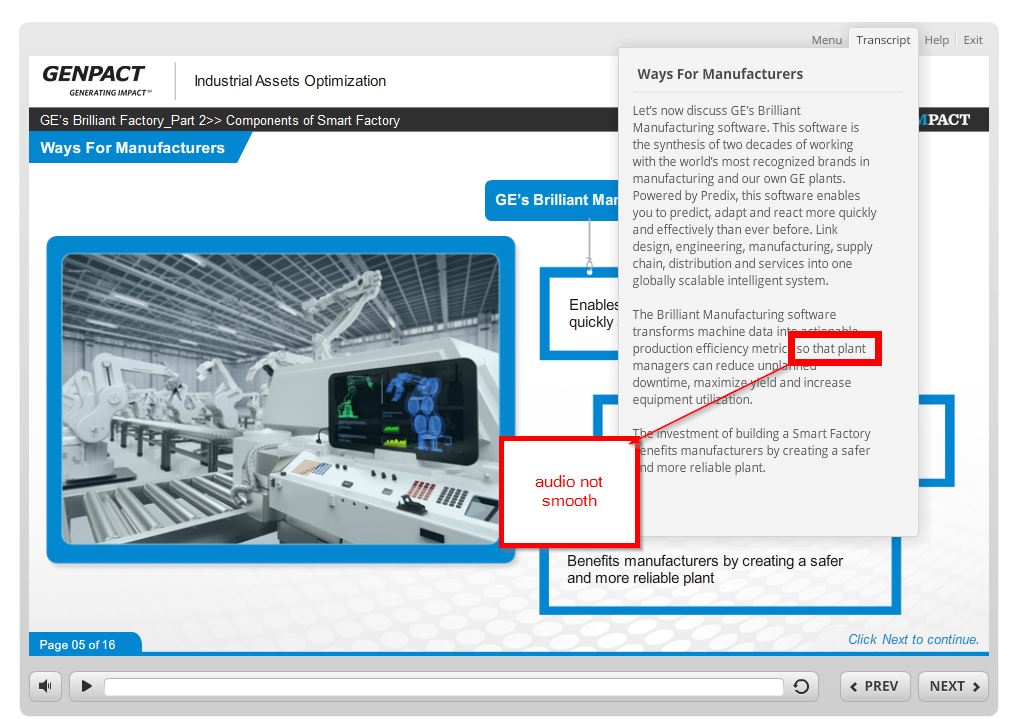 Menu Transcript Help Exit
GENPACT
GENERATING IMPACT℠
Industrial Assets Optimization
GE's Brilliant Factory_Part 2>> Components of Smart Factory
PACT
Ways For Manufacturers
GE's Brilliant Mar
Enables
quickly
Ways For Manufacturers
Let's now discuss GE's Brilliant
Manufacturing software. This software is
the synthesis of two decades of working
with the world's most recognized brands in
manufacturing and our own GE plants.
Powered by Predix, this software enables
you to predict, adapt and react more quickly
and effectively than ever before. Link
design, engineering, manufacturing, supply
chain, distribution and services into one
globally scalable intelligent system.
The Brilliant Manufacturing software
transforms machine data into actionable
production efficiency metrics so that plant
managers can reduce unplanned
downtime, maximize yield and increase
equipment utilization.
The investment of building a Smart Factory
benefits manufacturers by creating a safer
and more reliable plant.
audio not
smooth
Benefits manufacturers by creating a safer
and more reliable plant
Page 05 of 16
Click Next to continue.
PREV NEXT